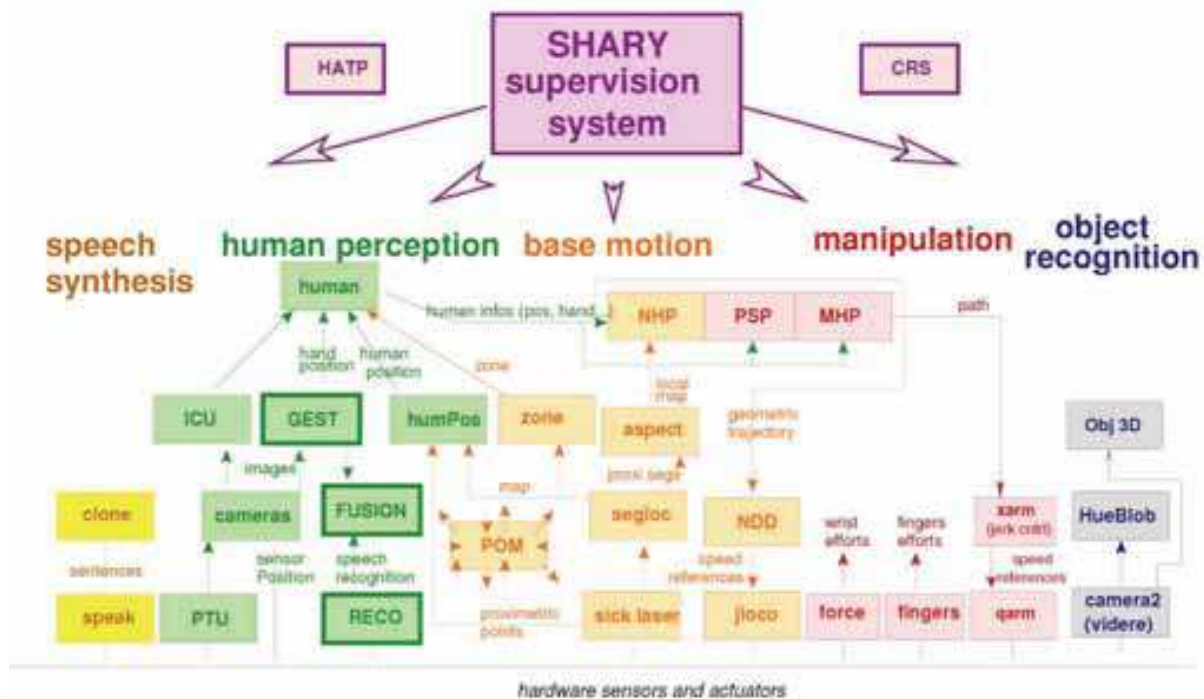 SHARY
supervision
system
HATP
CRS
speech
synthesis
human perception
base motion
manipulation
object
recognition
human
human infos (pos, hand...)
NHP
PSP
MHP
path
hand
position
human
position
zone
local
map
geometric
trajectory
ICU
GEST
humPos
zone
aspect
Obj 3D
images
map
proxi segs
clone
cameras
FUSION
POM
segloc
NDD
wrist
efforts
fingers
efforts
xarm
(jerk cntrl)
HueBlob
sentences
sensor
Position
speech
recognition
speed
references
speed
references
speak
PTU
RECO
proximetric
points
sick laser
jloco
force
fingers
qarm
camera2
(videre)
hardware sensors and actuators